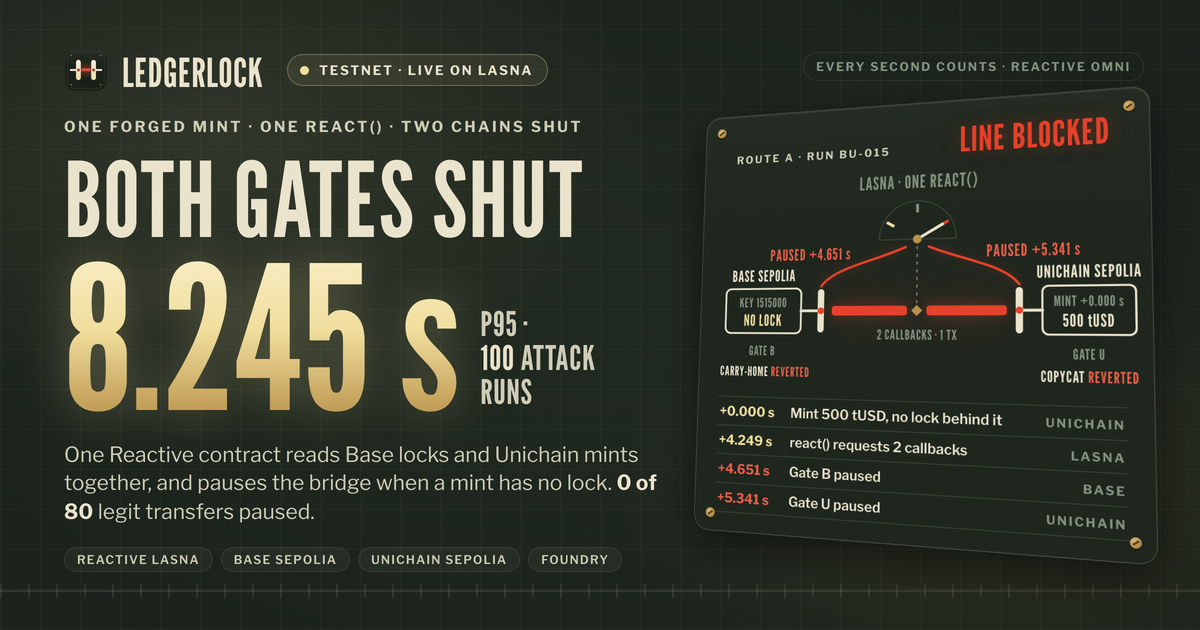 LEDGERLOCK
TESTNET · LIVE ON LASNA
EVERY SECOND COUNTS · REACTIVE OMNI
ONE FORGED MINT · ONE REACT() · TWO CHAINS SHUT
BOTH GATES SHUT
8.245 s
P95 ·
100 ATTACK
RUNS
One Reactive contract reads Base locks and Unichain mints
together, and pauses the bridge when a mint has no lock. 0 of
80 legit transfers paused.
REACTIVE LASNA
BASE SEPOLIA
UNICHAIN SEPOLIA
FOUNDRY
ROUTE A · RUN BU-015
LINE BLOCKED
LASNA · ONE REACT()
PAUSED +4.651 s
PAUSED +5.341 s
BASE SEPOLIA
UNICHAIN SEPOLIA
KEY 1515000
NO LOCK
MINT +0.000 s
500 tUSD
2 CALLBACKS · 1 TX
GATE B
GATE U
CARRY-HOME REVERTED
COPYCAT REVERTED
+0.000 s Mint 500 tUSD, no lock behind it UNICHAIN
+4.249 s react() requests 2 callbacks LASNA
+4.651 s Gate B paused BASE
+5.341 s Gate U paused UNICHAIN